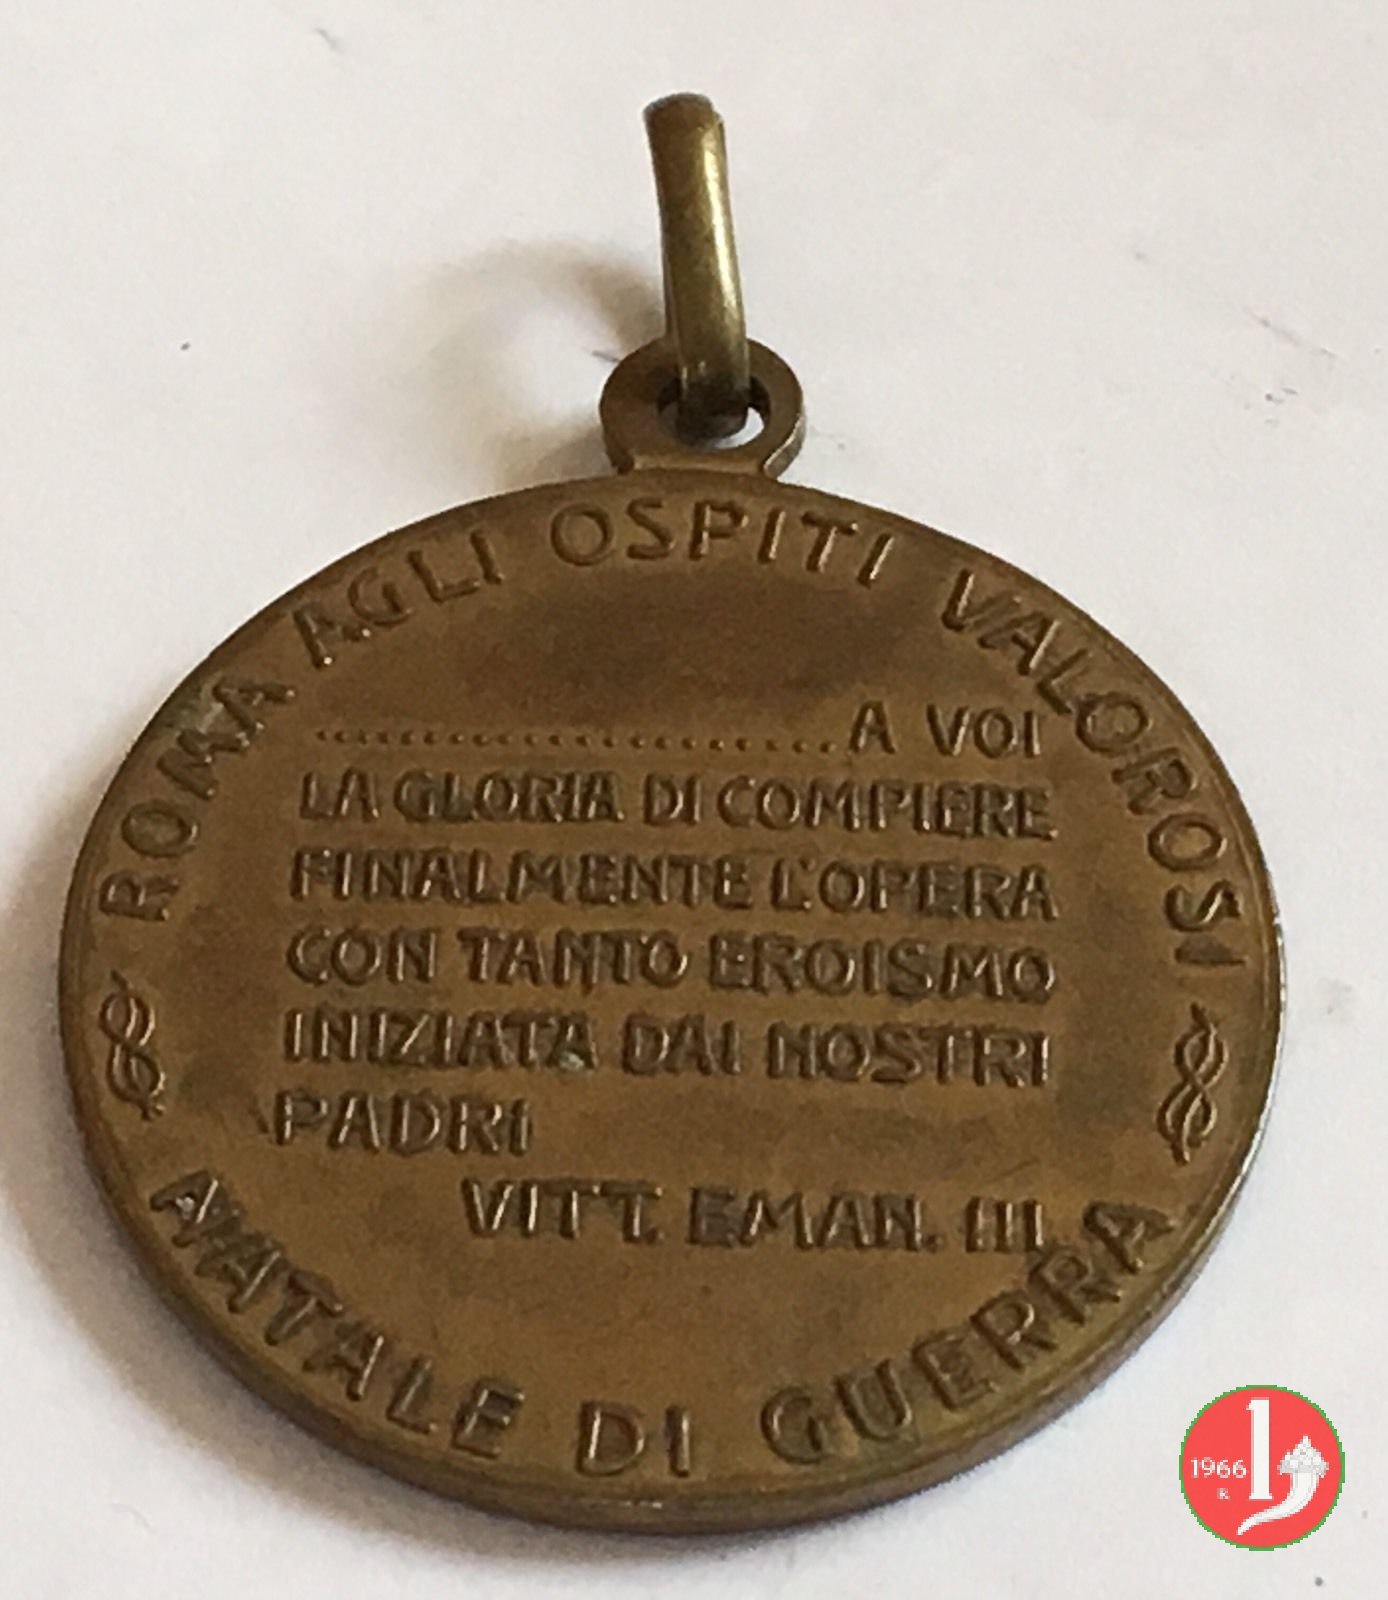 ROMA AGLI OSPITI VALOROSI
......................A VOI
LA GLORIA DI COMPIERE
FINALMENTE L'OPERA
CON TANTO EROISMO
INIZIATA DAI NOSTRI
PADRI
VITT. EMAN. III.
NATALE DI GUERRA
1966
R